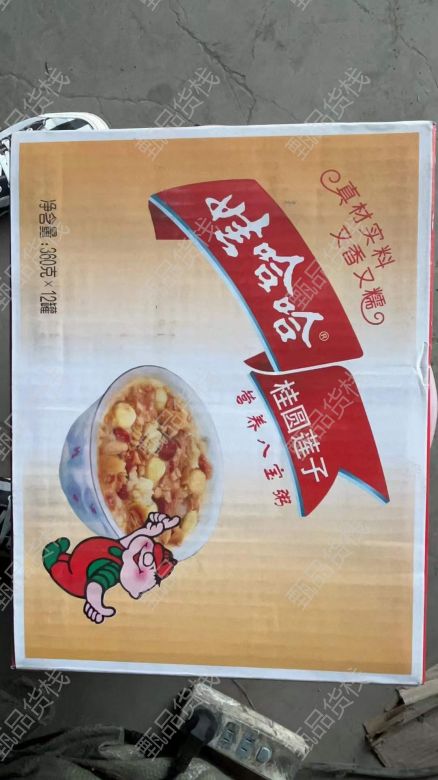 真材实料
又香又糯
娃哈哈®
桂圆莲子
营养八宝粥
净含量:360克×12罐
甄品货栈